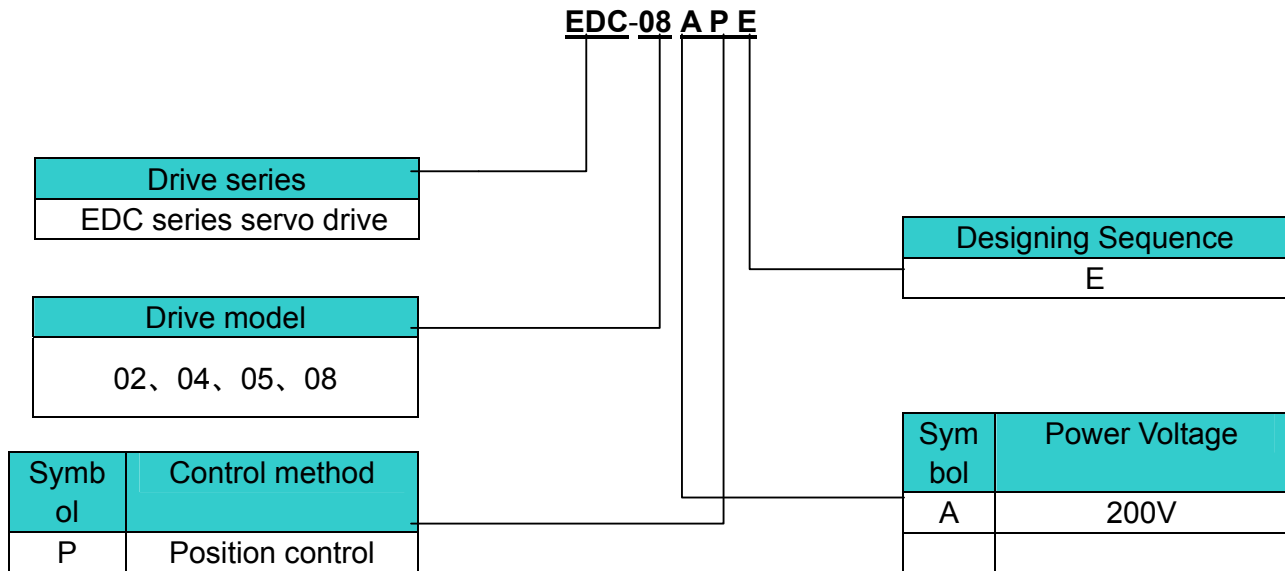 EDC-08 A P E
Drive series
EDC series servo drive
Designing Sequence
E
Drive model
02、04、05、08
Sym
bol
Power Voltage
A
200V
Symb
ol
Control method
P
Position control